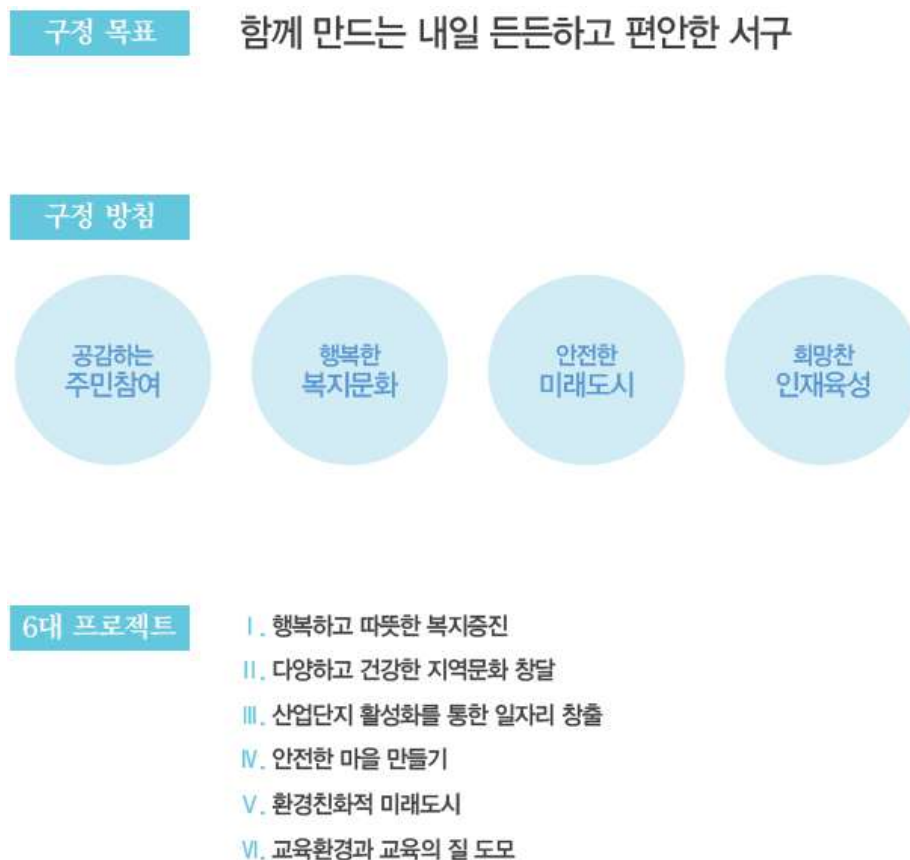 구정 목표
함께 만드는 내일 든든하고 편안한 서구
구정 방침
공감하는
주민참여
행복한
복지문화
안전한
미래도시
희망찬
인재육성
6대 프로젝트
Ⅰ. 행복하고 따뜻한 복지증진
Ⅱ. 다양하고 건강한 지역문화 창달
Ⅲ. 산업단지 활성화를 통한 일자리 창출
Ⅳ. 안전한 마을 만들기
Ⅴ. 환경친화적 미래도시
Ⅵ. 교육환경과 교육의 질 도모